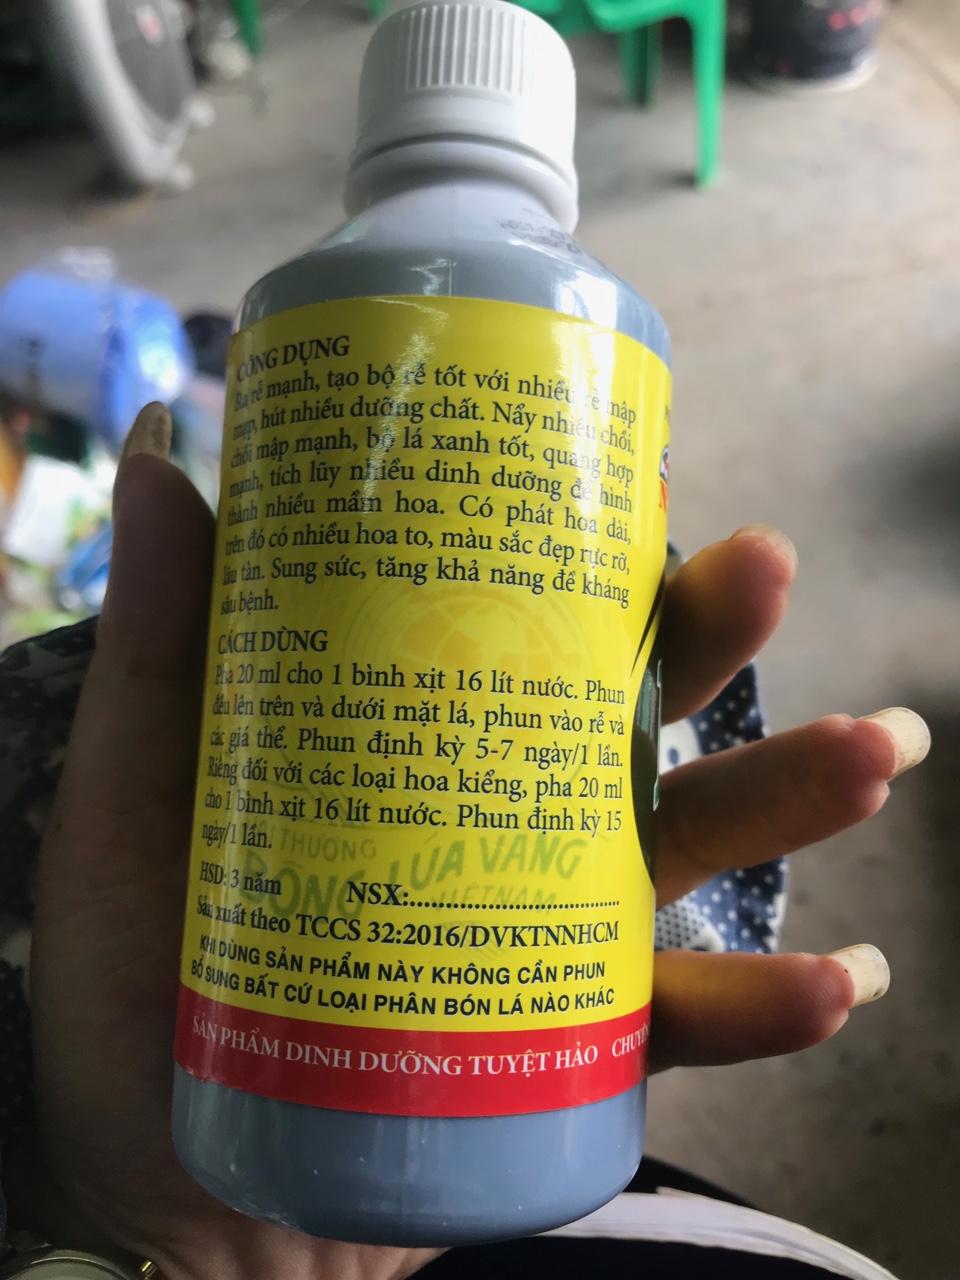 CÔNG DỤNG
Ra rễ mạnh, tạo bộ rễ tốt với nhiều rễ mập
mạp, hút nhiều dưỡng chất. Nẩy nhiều chồi,
chồi mập mạnh, bộ lá xanh tốt, quang hợp
mạnh, tích lũy nhiều dinh dưỡng để hình
thành nhiều mầm hoa. Có phát hoa dài,
trên đó có nhiều hoa to, màu sắc đẹp rực rỡ,
lâu tàn. Sung sức, tăng khả năng đề kháng
sâu bệnh.
CÁCH DÙNG
Pha 20 ml cho 1 bình xịt 16 lít nước. Phun
đều lên trên và dưới mặt lá, phun vào rễ và
các giá thể. Phun định kỳ 5-7 ngày/1 lần.
Riêng đối với các loại hoa kiểng, pha 20 ml
cho 1 bình xịt 16 lít nước. Phun định kỳ 15
ngày/1 lần.
THƯƠNG
ĐỒNG LÚA VÀNG
VIETNAM
HSD: 3 năm NSX:....................................
Sản xuất theo TCCS 32:2016/DVKTNNHCM
KHI DÙNG SẢN PHẨM NÀY KHÔNG CẦN PHUN
BỔ SUNG BẤT CỨ LOẠI PHÂN BÓN LÁ NÀO KHÁC
SẢN PHẨM DINH DƯỠNG TUYỆT HẢO